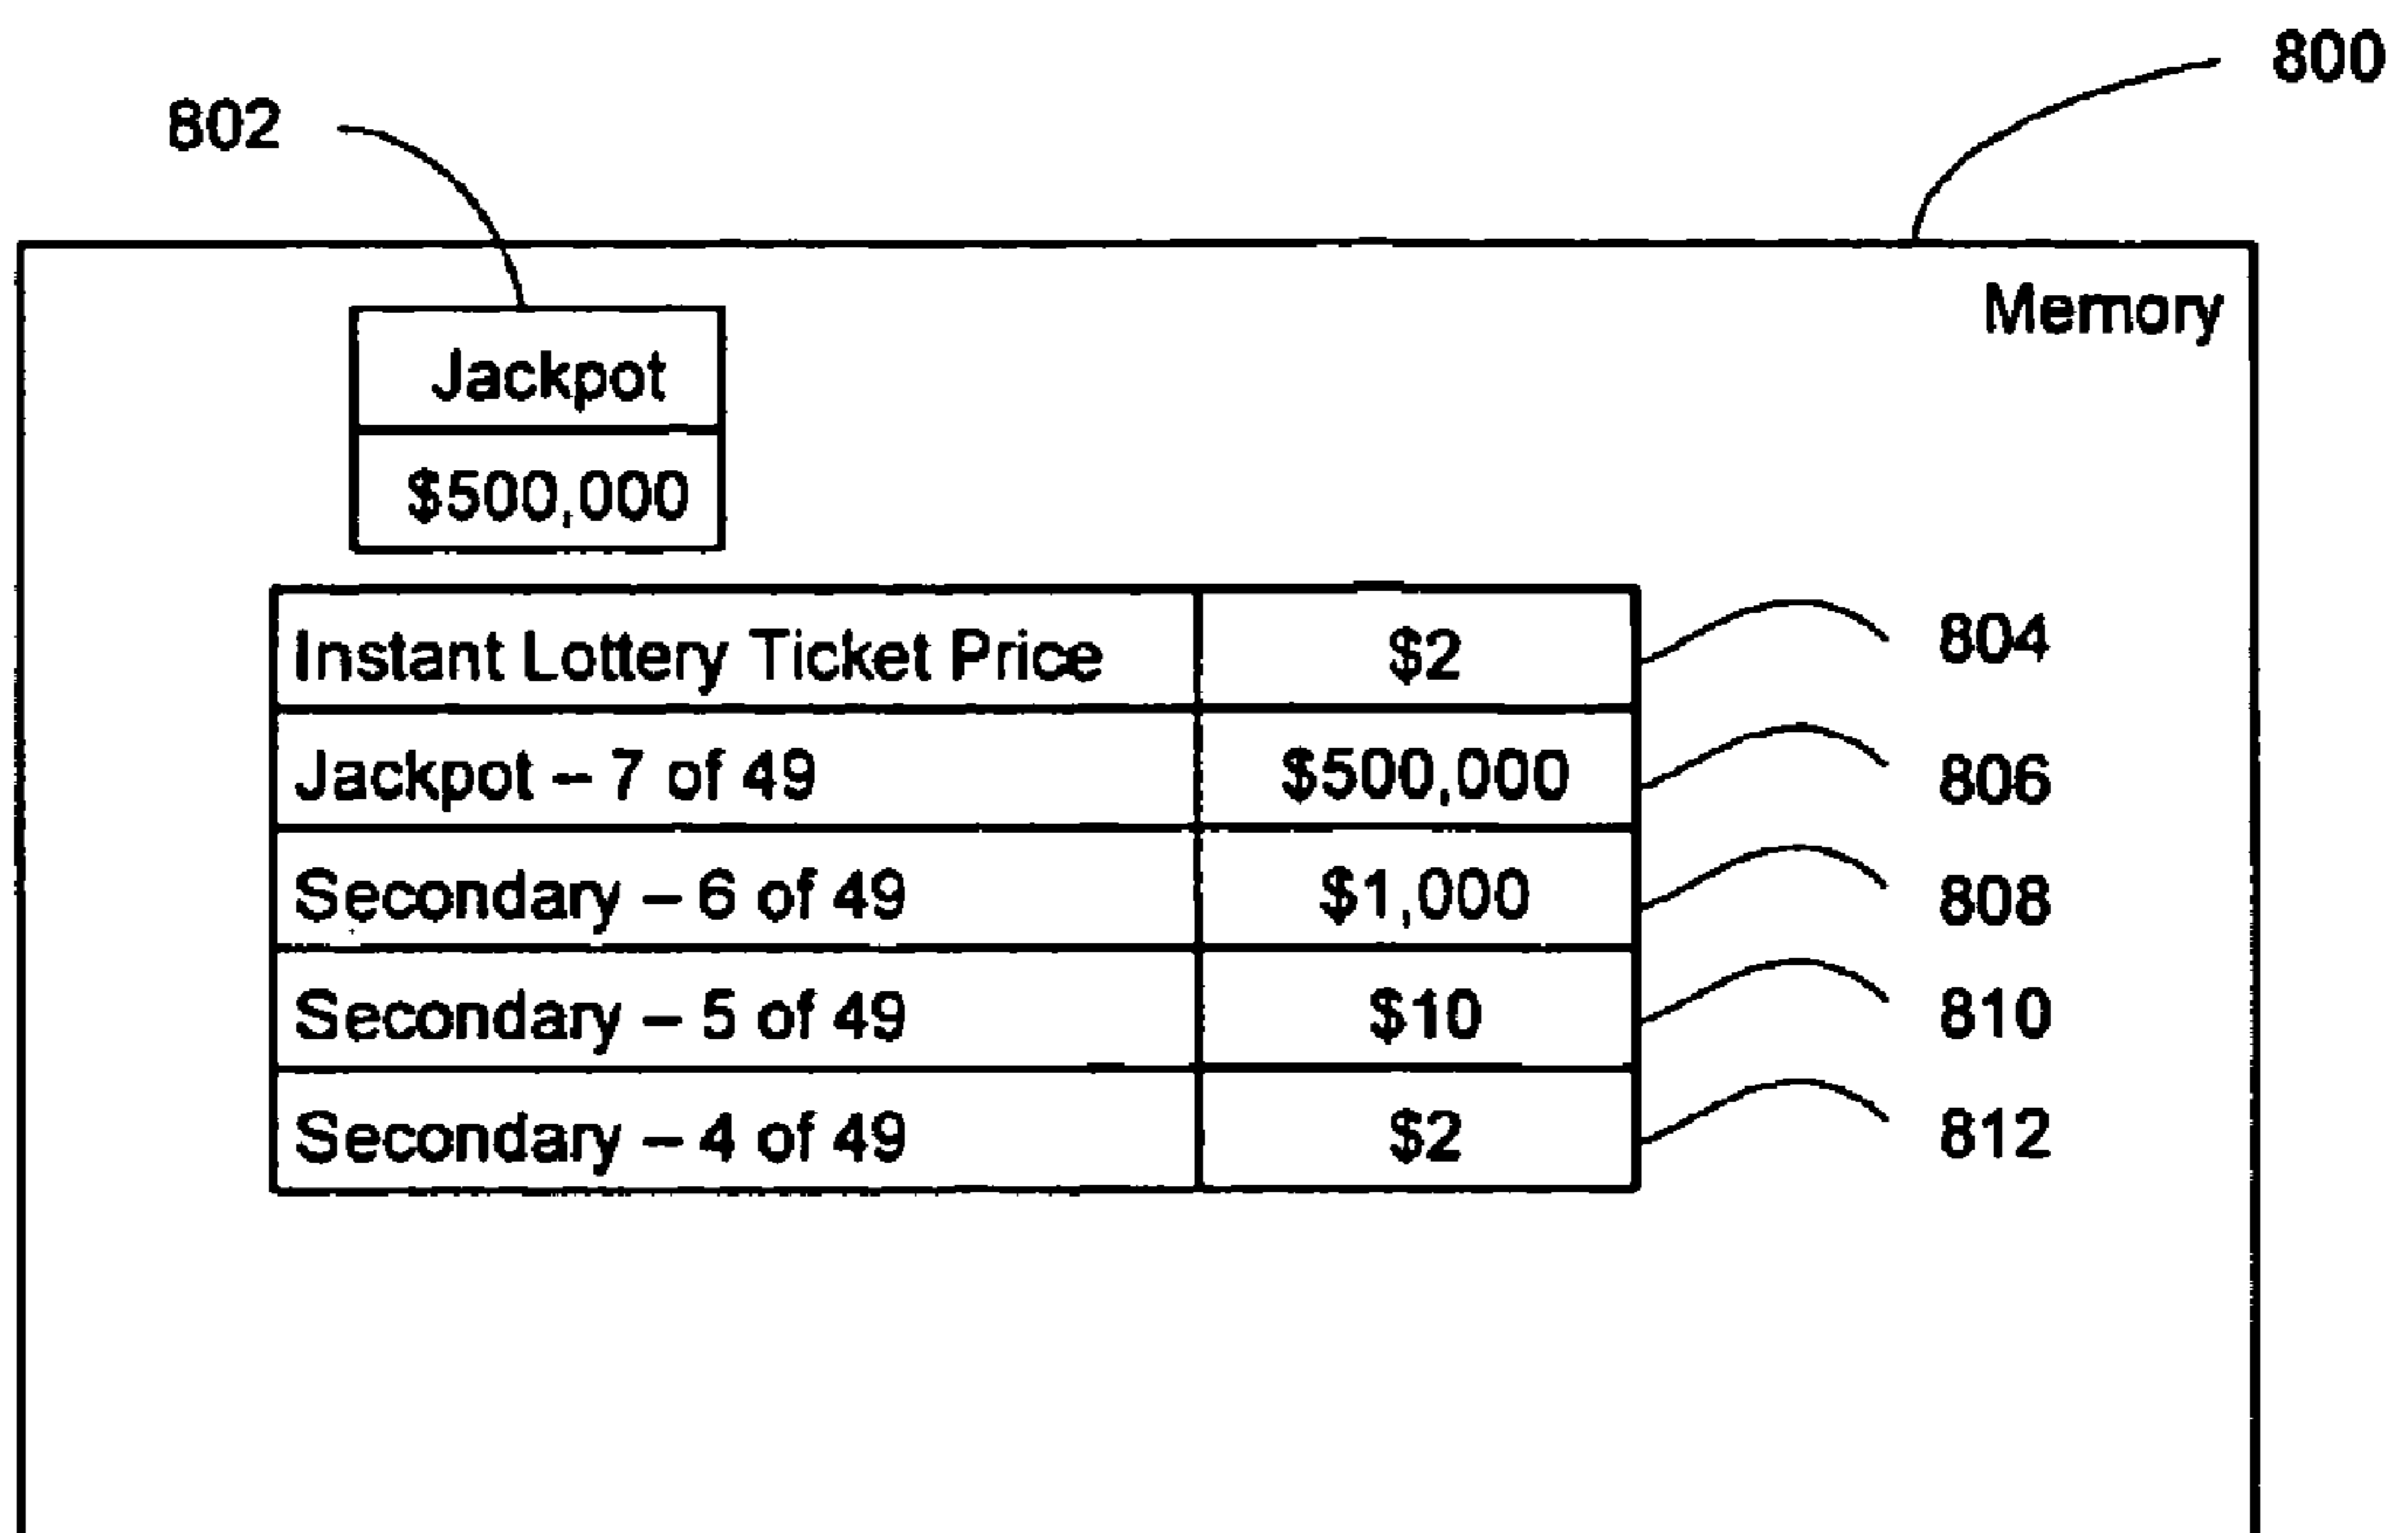 800
802
Memory
Jackpot
$500,000
Instant Lottery Ticket Price $2 804
Jackpot – 7 of 49 $500,000 806
Secondary – 6 of 49 $1,000 808
Secondary – 5 of 49 $10 810
Secondary – 4 of 49 $2 812